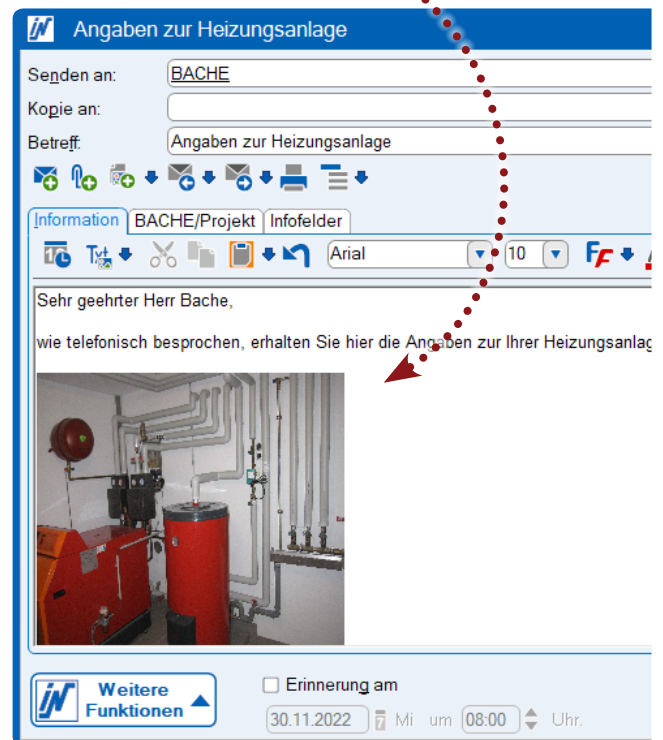 Angaben zur Heizungsanlage
Senden an: BACHE
Kopie an:
Betreff: Angaben zur Heizungsanlage
Information BACHE/Projekt Infofelder
Arial 10
Sehr geehrter Herr Bache,
wie telefonisch besprochen, erhalten Sie hier die Angaben zur Ihrer Heizungsanlag
Weitere Funktionen
Erinnerung am
30.11.2022 7 Mi um 08:00 Uhr.